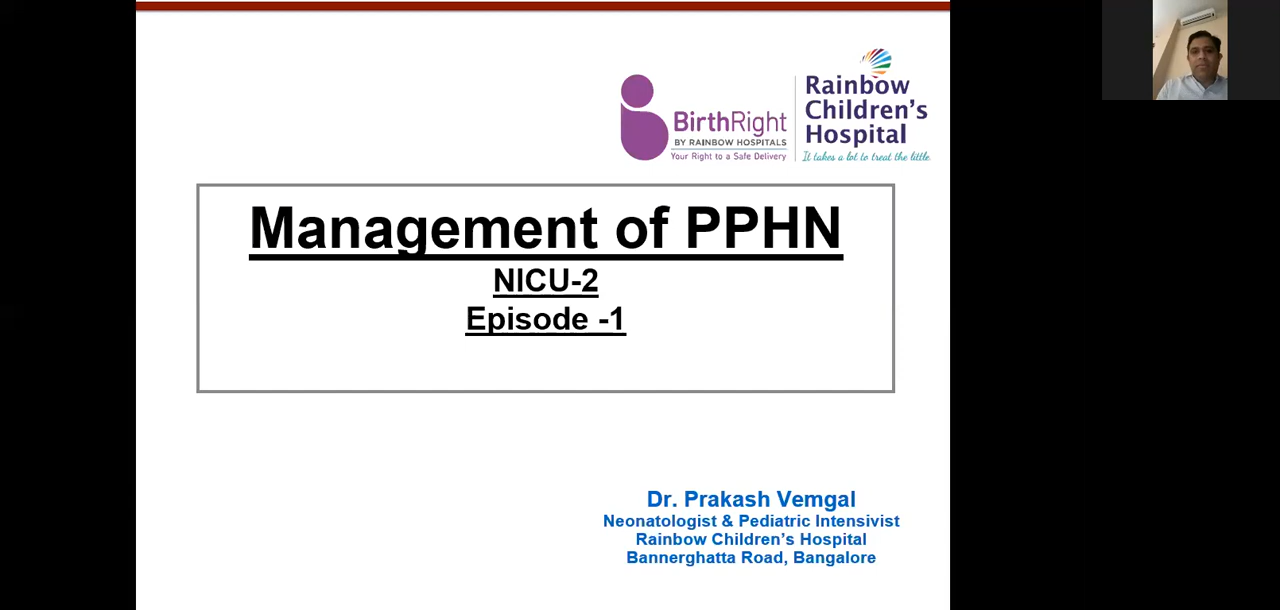 BirthRight
BY RAINBOW HOSPITALS
Your Right to a Safe Delivery
Rainbow
Children's
Hospital
It takes a lot to treat the little.
Management of PPHN
NICU-2
Episode -1
Dr. Prakash Vemgal
Neonatologist & Pediatric Intensivist
Rainbow Children's Hospital
Bannerghatta Road, Bangalore